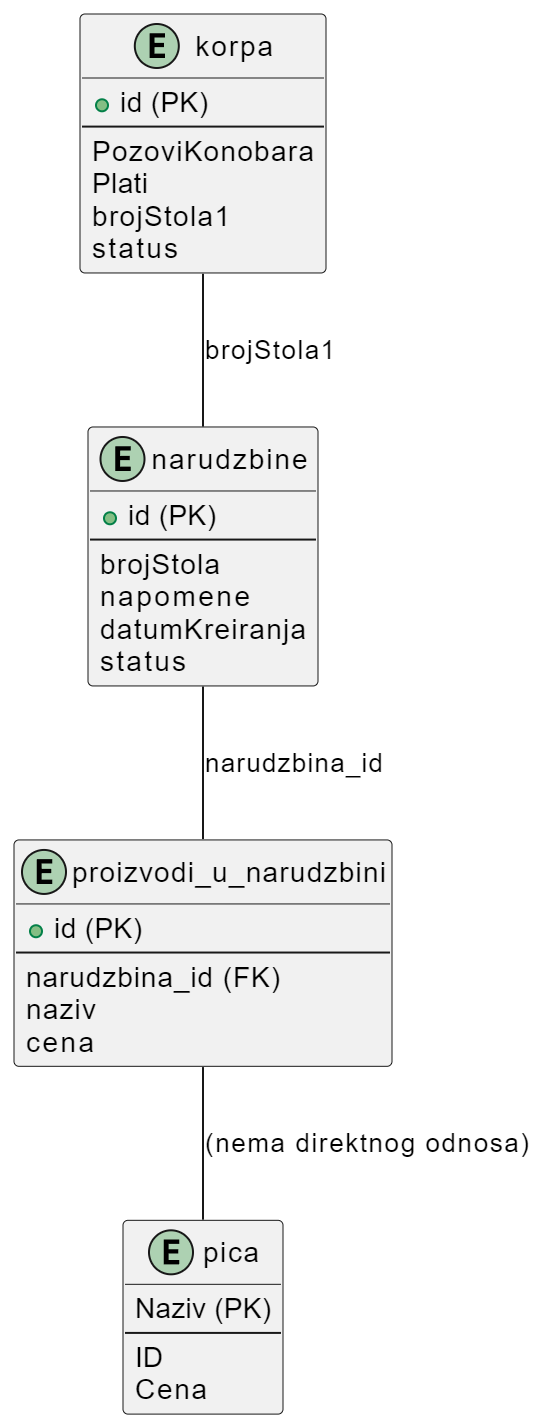 E korpa
id (PK)
PozoviKonobara
Plati
brojStola1
status
brojStola1
E narudzbine
id (PK)
brojStola
napomene
datumKreiranja
status
narudzbina_id
E proizvodi_u_narudzbini
id (PK)
narudzbina_id (FK)
naziv
cena
(nema direktnog odnosa)
E pica
Naziv (PK)
ID
Cena